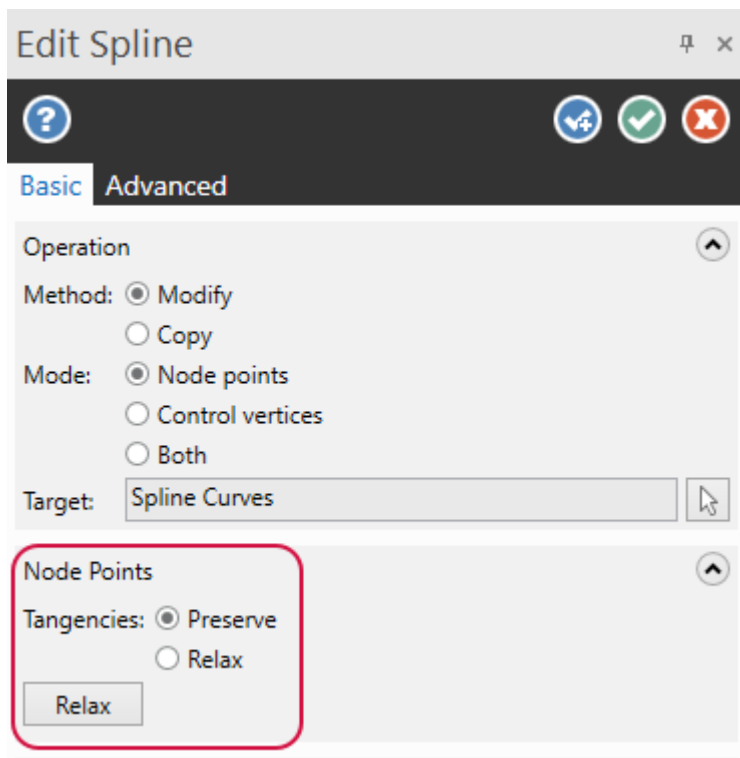 Edit Spline
Basic Advanced
Operation
Method: Modify
Copy
Mode: Node points
Control vertices
Both
Target: Spline Curves
Node Points
Tangencies: Preserve
Relax
Relax